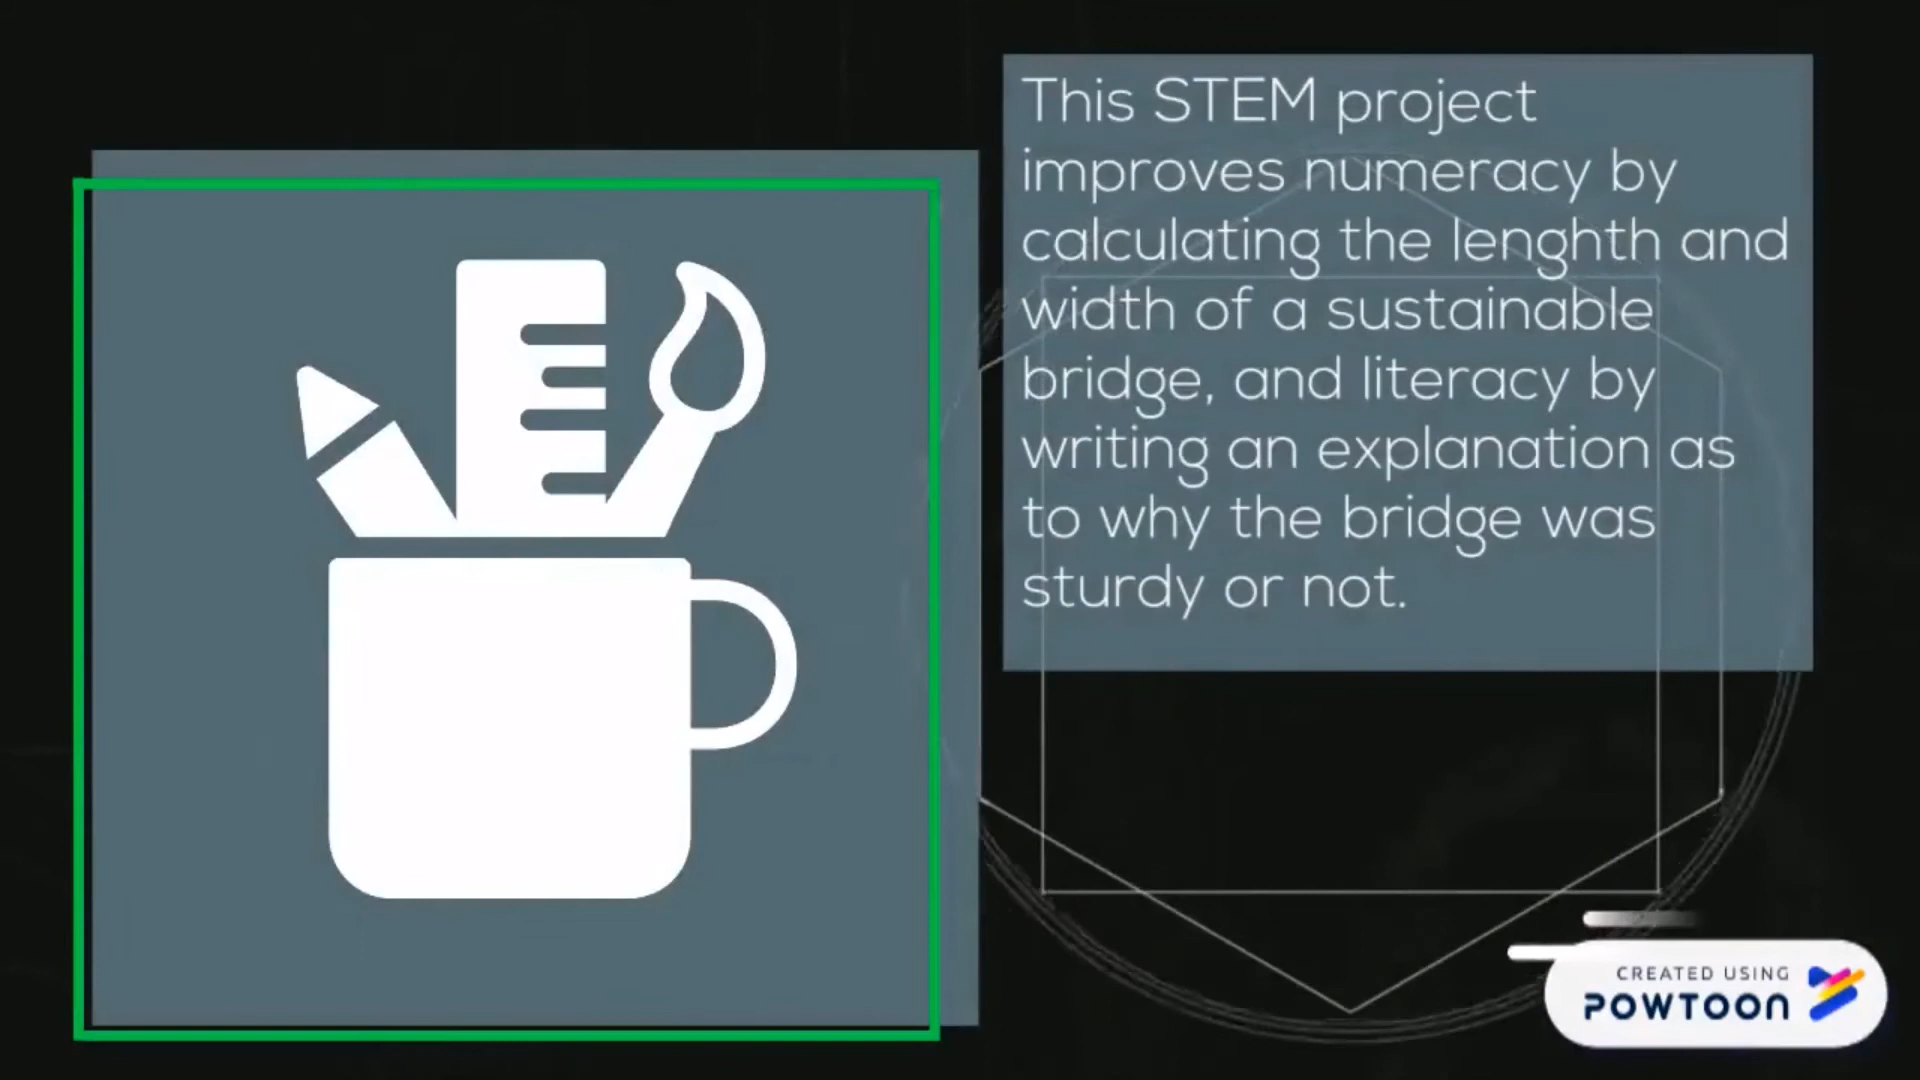 This STEM project
improves numeracy by
calculating the lenghth and
width of a sustainable
bridge, and literacy by
writing an explanation as
to why the bridge was
sturdy or not.
CREATED USING
POWTOON